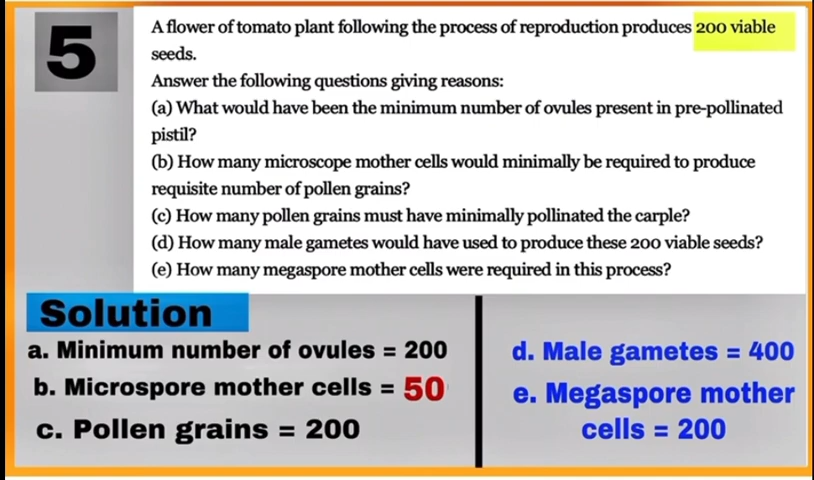 5
A flower of tomato plant following the process of reproduction produces 200 viable
seeds.
Answer the following questions giving reasons:
(a) What would have been the minimum number of ovules present in pre-pollinated
pistil?
(b) How many microscope mother cells would minimally be required to produce
requisite number of pollen grains?
(c) How many pollen grains must have minimally pollinated the carple?
(d) How many male gametes would have used to produce these 200 viable seeds?
(e) How many megaspore mother cells were required in this process?
Solution
a. Minimum number of ovules = 200
b. Microspore mother cells = 50
c. Pollen grains = 200
d. Male gametes = 400
e. Megaspore mother
cells = 200